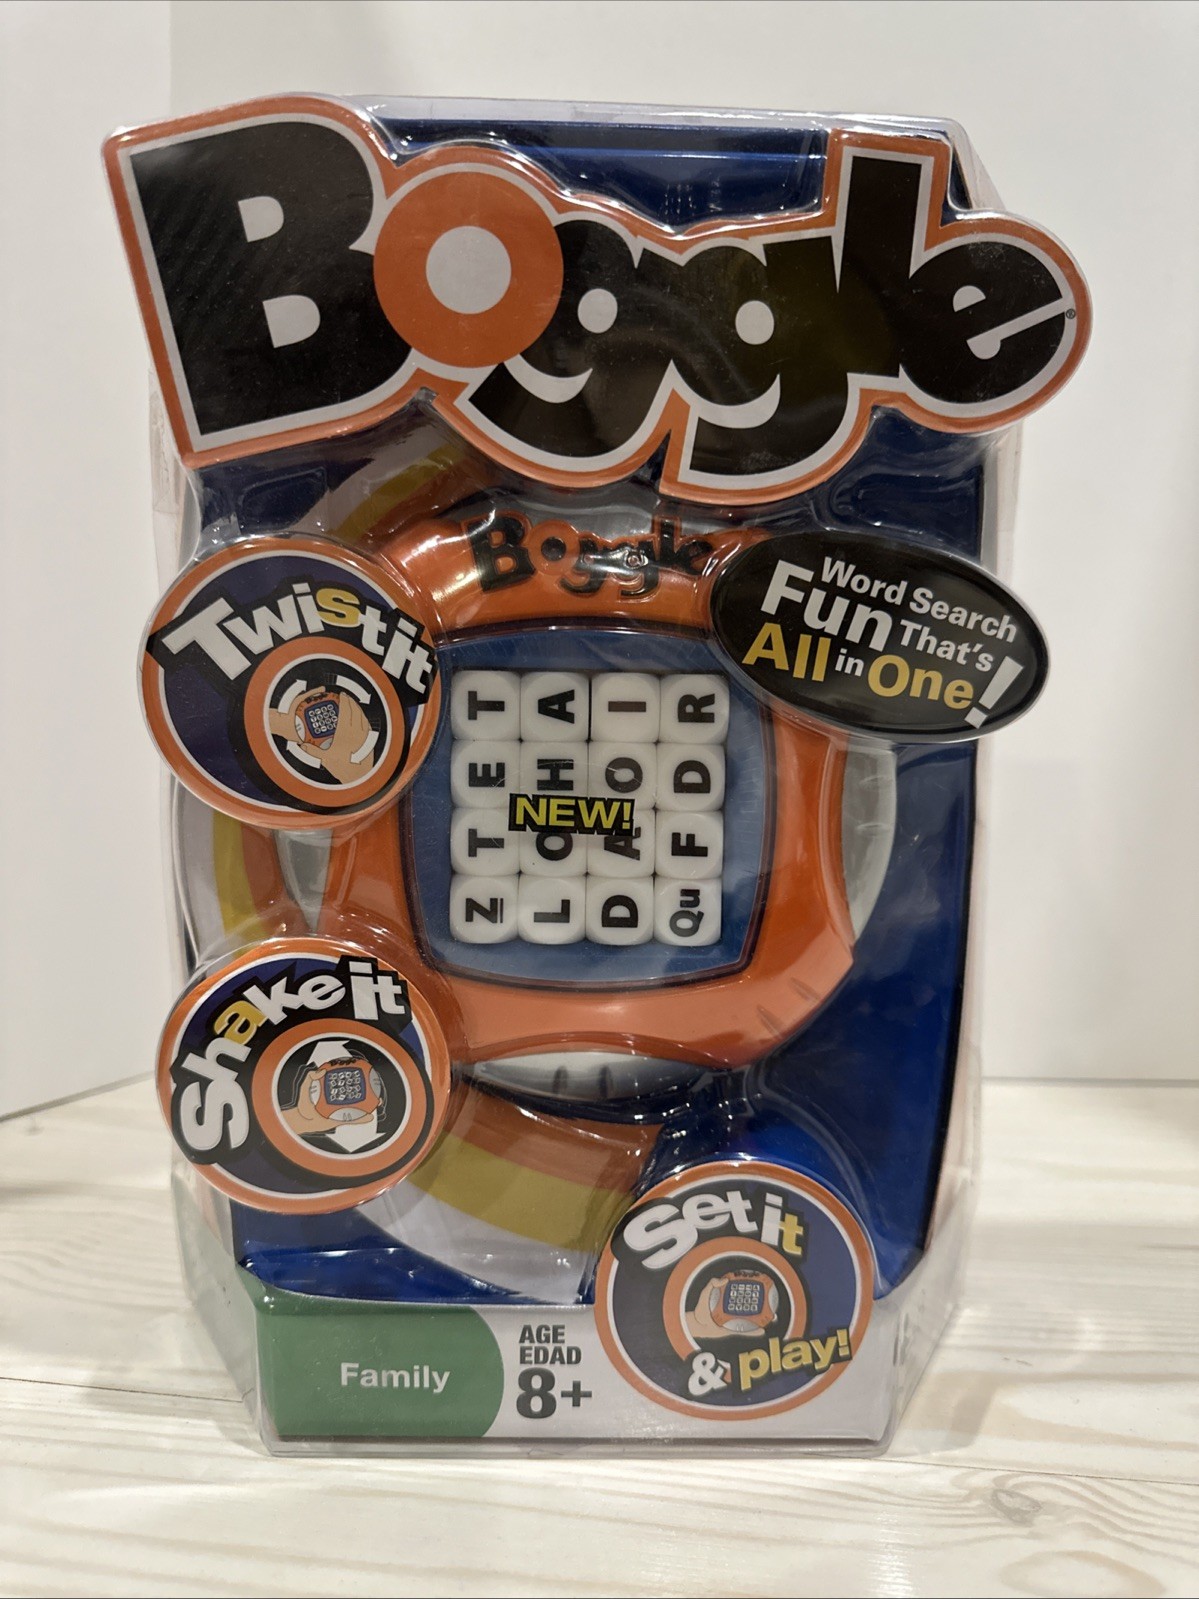 Boggle®
Boggle
Twist it
Word Search
Fun That's
All in One!
T A I R
E H O D
NEW!
T O A F
Z L D Qu
Shake it
Set it
& play!
Family
AGE
EDAD
8+